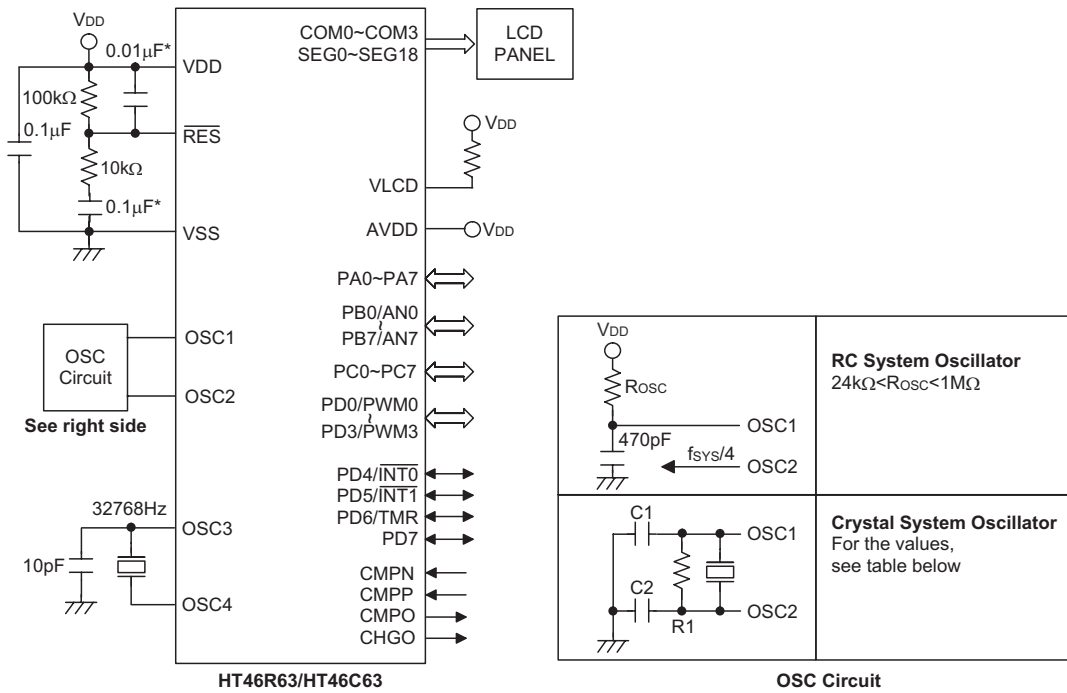 VDD
0.01μF*
VDD
100kΩ
0.1μF
RES
10kΩ
0.1μF*
VSS
OSC
Circuit
See right side
OSC1
OSC2
32768Hz
OSC3
10pF
OSC4
COM0~COM3
SEG0~SEG18
LCD
PANEL
VDD
VLCD
AVDD
VDD
PA0~PA7
PB0/AN0
~
PB7/AN7
PC0~PC7
PD0/PWM0
~
PD3/PWM3
PD4/INT0
PD5/INT1
PD6/TMR
PD7
CMPN
CMPP
CMPO
CHGO
HT46R63/HT46C63
VDD
ROSC
470pF
OSC1
fSYS/4
OSC2
RC System Oscillator
24kΩ<ROSC<1MΩ
C1
OSC1
C2
OSC2
R1
Crystal System Oscillator
For the values,
see table below
OSC Circuit